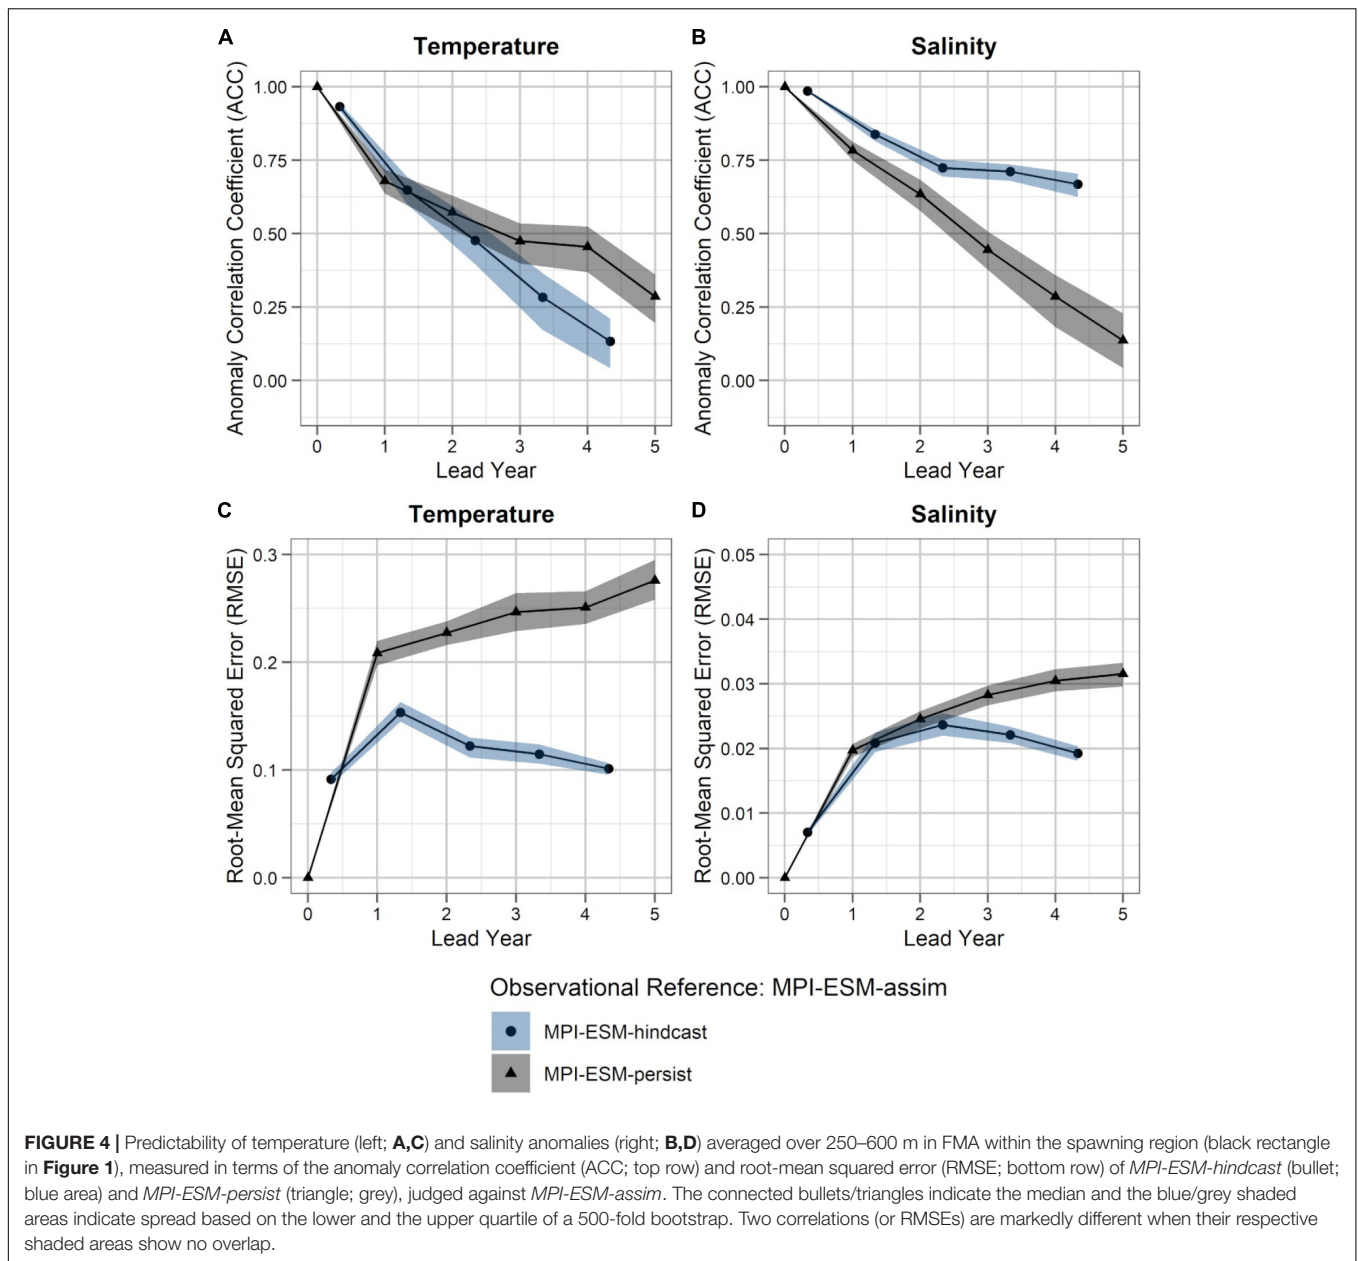 A
Temperature
Anomaly Correlation Coefficient (ACC)
1.00
0.75
0.50
0.25
0.00
0 1 2 3 4 5
Lead Year
B
Salinity
Anomaly Correlation Coefficient (ACC)
1.00
0.75
0.50
0.25
0.00
0 1 2 3 4 5
Lead Year
C
Temperature
Root-Mean Squared Error (RMSE)
0.3
0.2
0.1
0.0
0 1 2 3 4 5
Lead Year
D
Salinity
Root-Mean Squared Error (RMSE)
0.05
0.04
0.03
0.02
0.01
0.00
0 1 2 3 4 5
Lead Year
Observational Reference: MPI-ESM-assim
MPI-ESM-hindcast
MPI-ESM-persist
FIGURE 4 | Predictability of temperature (left; A,C) and salinity anomalies (right; B,D) averaged over 250–600 m in FMA within the spawning region (black rectangle
in Figure 1), measured in terms of the anomaly correlation coefficient (ACC; top row) and root-mean squared error (RMSE; bottom row) of MPI-ESM-hindcast (bullet;
blue area) and MPI-ESM-persist (triangle; grey), judged against MPI-ESM-assim. The connected bullets/triangles indicate the median and the blue/grey shaded
areas indicate spread based on the lower and the upper quartile of a 500-fold bootstrap. Two correlations (or RMSEs) are markedly different when their respective
shaded areas show no overlap.